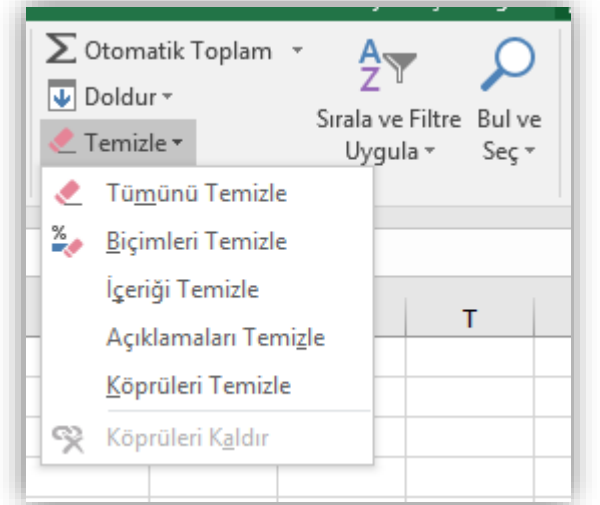 Otomatik Toplam
Doldur
Temizle
Sırala ve Filtre
Uygula
Bul ve
Seç
Tümünü Temizle
Biçimleri Temizle
İçeriği Temizle
Açıklamaları Temizle
Köprüleri Temizle
Köprüleri Kaldır
T